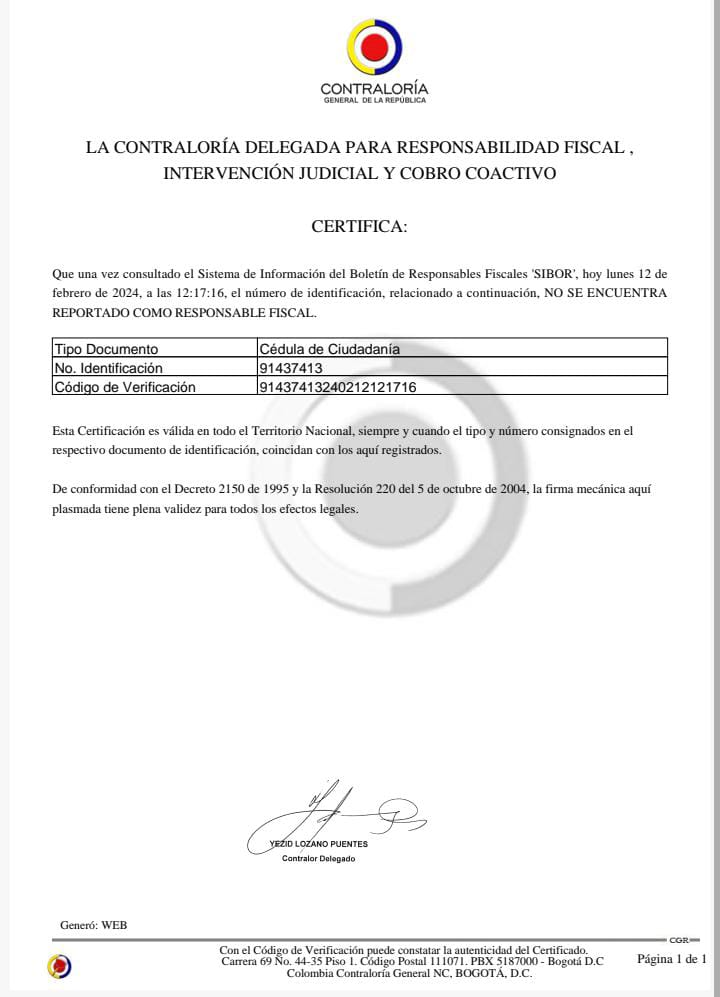 CONTRALORÍA
GENERAL DE LA REPÚBLICA
LA CONTRALORÍA DELEGADA PARA RESPONSABILIDAD FISCAL ,
INTERVENCIÓN JUDICIAL Y COBRO COACTIVO
CERTIFICA:
Que una vez consultado el Sistema de Información del Boletín de Responsables Fiscales 'SIBOR', hoy lunes 12 de
febrero de 2024, a las 12:17:16, el número de identificación, relacionado a continuación, NO SE ENCUENTRA
REPORTADO COMO RESPONSABLE FISCAL.
Tipo Documento Cédula de Ciudadanía
No. Identificación 91437413
Código de Verificación 91437413240212121716
Esta Certificación es válida en todo el Territorio Nacional, siempre y cuando el tipo y número consignados en el
respectivo documento de identificación, coincidan con los aquí registrados.
De conformidad con el Decreto 2150 de 1995 y la Resolución 220 del 5 de octubre de 2004, la firma mecánica aquí
plasmada tiene plena validez para todos los efectos legales.
YEZID LOZANO PUENTES
Contralor Delegado
Generó: WEB
CGR
Con el Código de Verificación puede constatar la autenticidad del Certificado.
Carrera 69 No. 44-35 Piso 1. Código Postal 111071. PBX 5187000 - Bogotá D.C
Colombia Contraloría General NC, BOGOTÁ, D.C.
Página 1 de 1